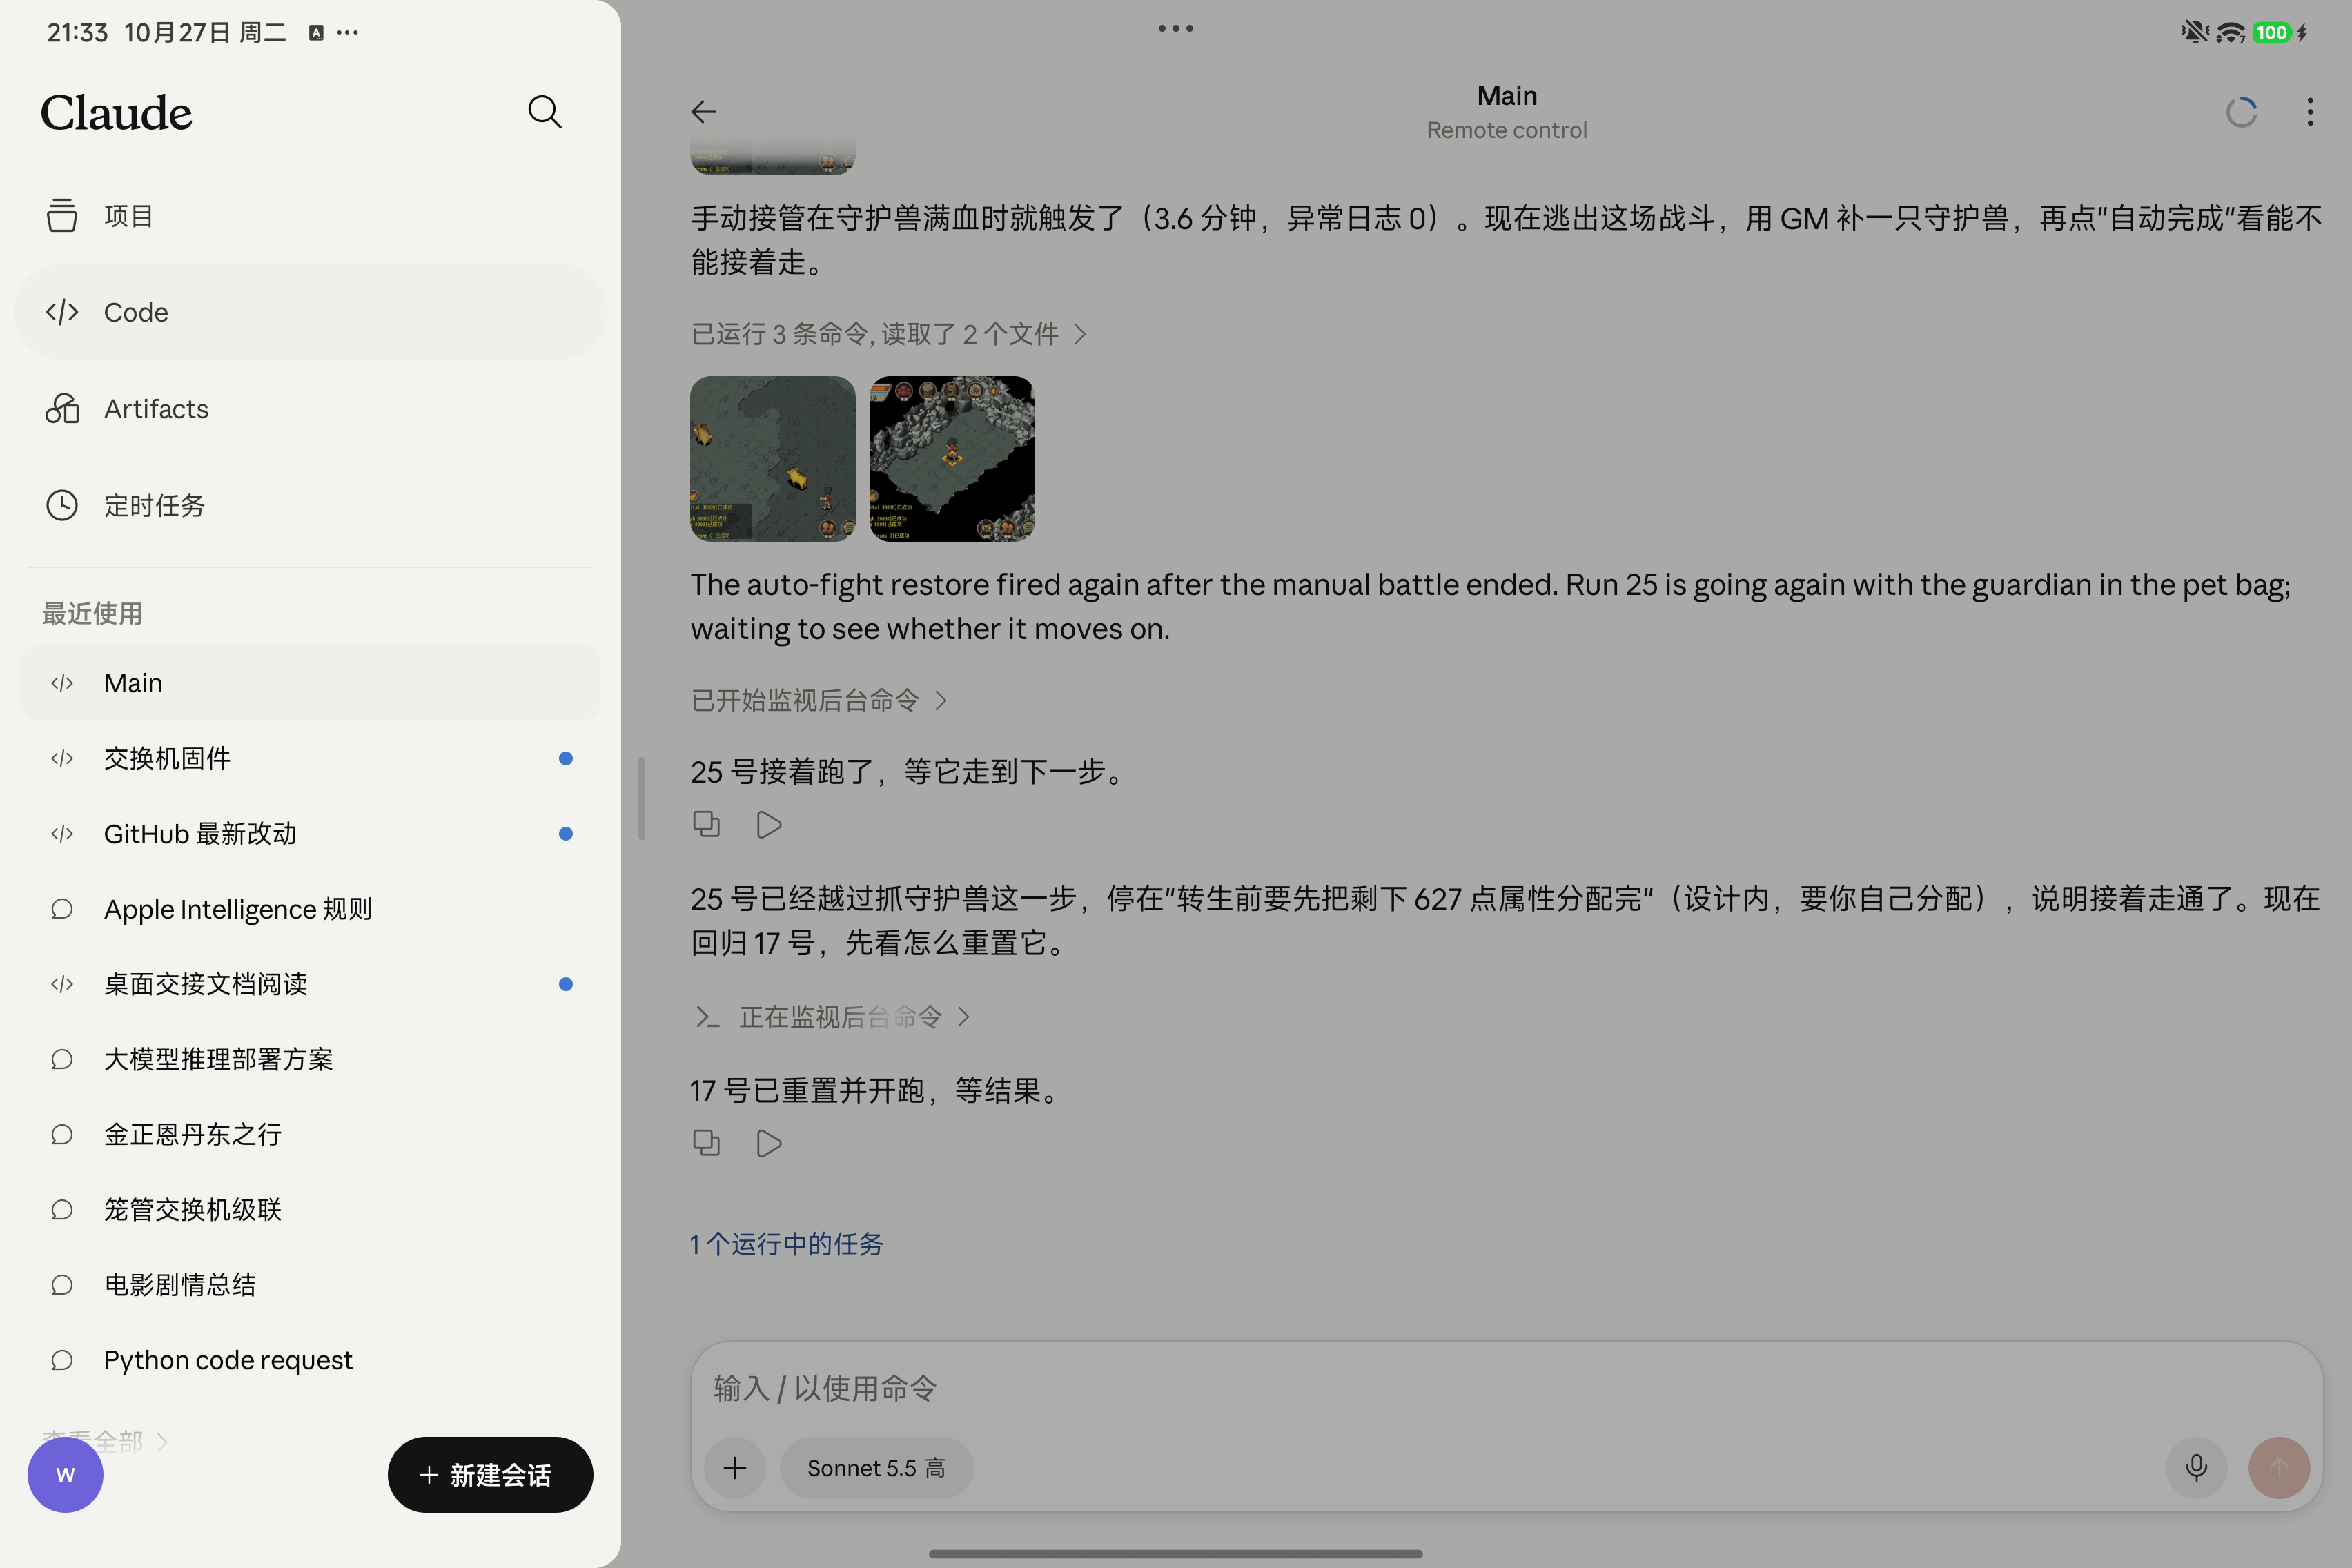 21:33 10月27日 周二
100
Claude
项目
Code
Artifacts
定时任务
最近使用
Main
交换机固件
GitHub 最新改动
Apple Intelligence 规则
桌面交接文档阅读
大模型推理部署方案
金正恩丹东之行
笼管交换机级联
电影剧情总结
Python code request
查看全部
W
+ 新建会话
Main
Remote control
手动接管在守护兽满血时就触发了（3.6 分钟，异常日志 0）。现在逃出这场战斗，用 GM 补一只守护兽，再点"自动完成"看能不
能接着走。
已运行 3 条命令, 读取了 2 个文件
The auto-fight restore fired again after the manual battle ended. Run 25 is going again with the guardian in the pet bag;
waiting to see whether it moves on.
已开始监视后台命令
25 号接着跑了，等它走到下一步。
25 号已经越过抓守护兽这一步，停在"转生前要先把剩下 627 点属性分配完"（设计内，要你自己分配），说明接着走通了。现在
回归 17 号，先看怎么重置它。
正在监视后台命令
17 号已重置并开跑，等结果。
1 个运行中的任务
输入 / 以使用命令
Sonnet 5.5 高